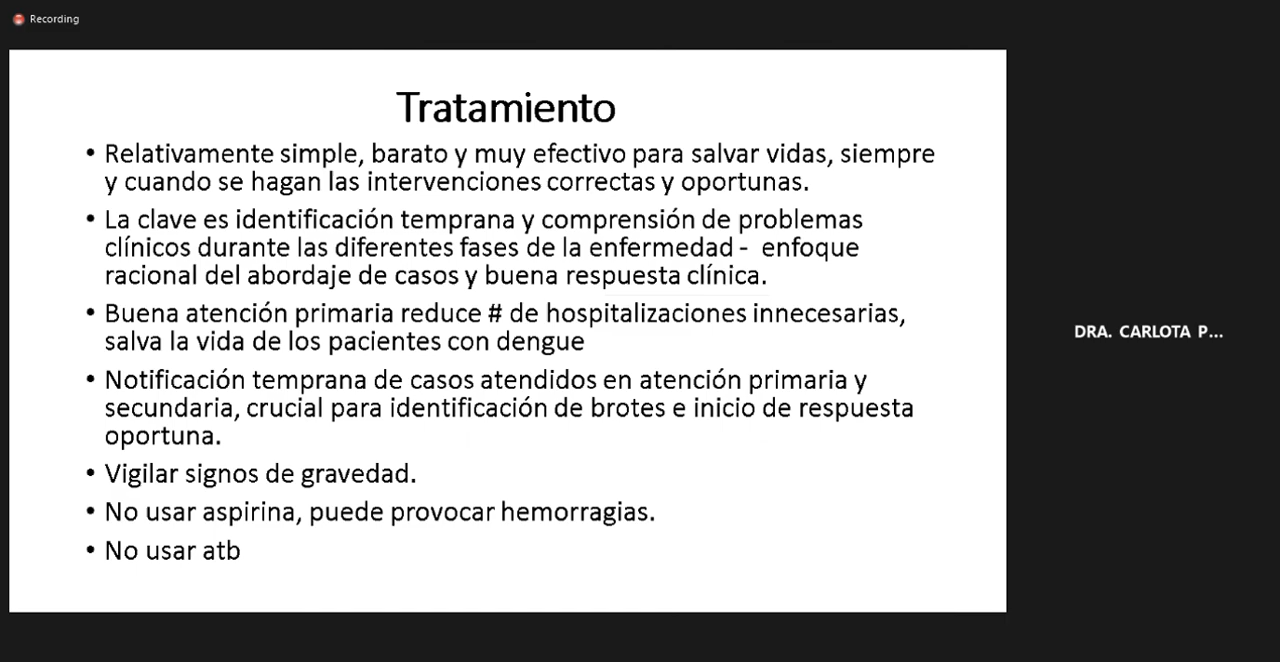 Recording
Tratamiento
• Relativamente simple, barato y muy efectivo para salvar vidas, siempre
y cuando se hagan las intervenciones correctas y oportunas.
• La clave es identificación temprana y comprensión de problemas
clínicos durante las diferentes fases de la enfermedad - enfoque
racional del abordaje de casos y buena respuesta clínica.
• Buena atención primaria reduce # de hospitalizaciones innecesarias,
salva la vida de los pacientes con dengue
• Notificación temprana de casos atendidos en atención primaria y
secundaria, crucial para identificación de brotes e inicio de respuesta
oportuna.
• Vigilar signos de gravedad.
• No usar aspirina, puede provocar hemorragias.
• No usar atb
DRA. CARLOTA P...